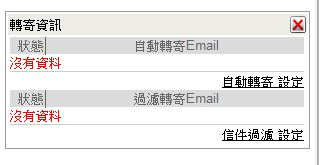 轉寄資訊
狀態 自動轉寄Email
沒有資料
自動轉寄 設定
狀態 過濾轉寄Email
沒有資料
信件過濾 設定